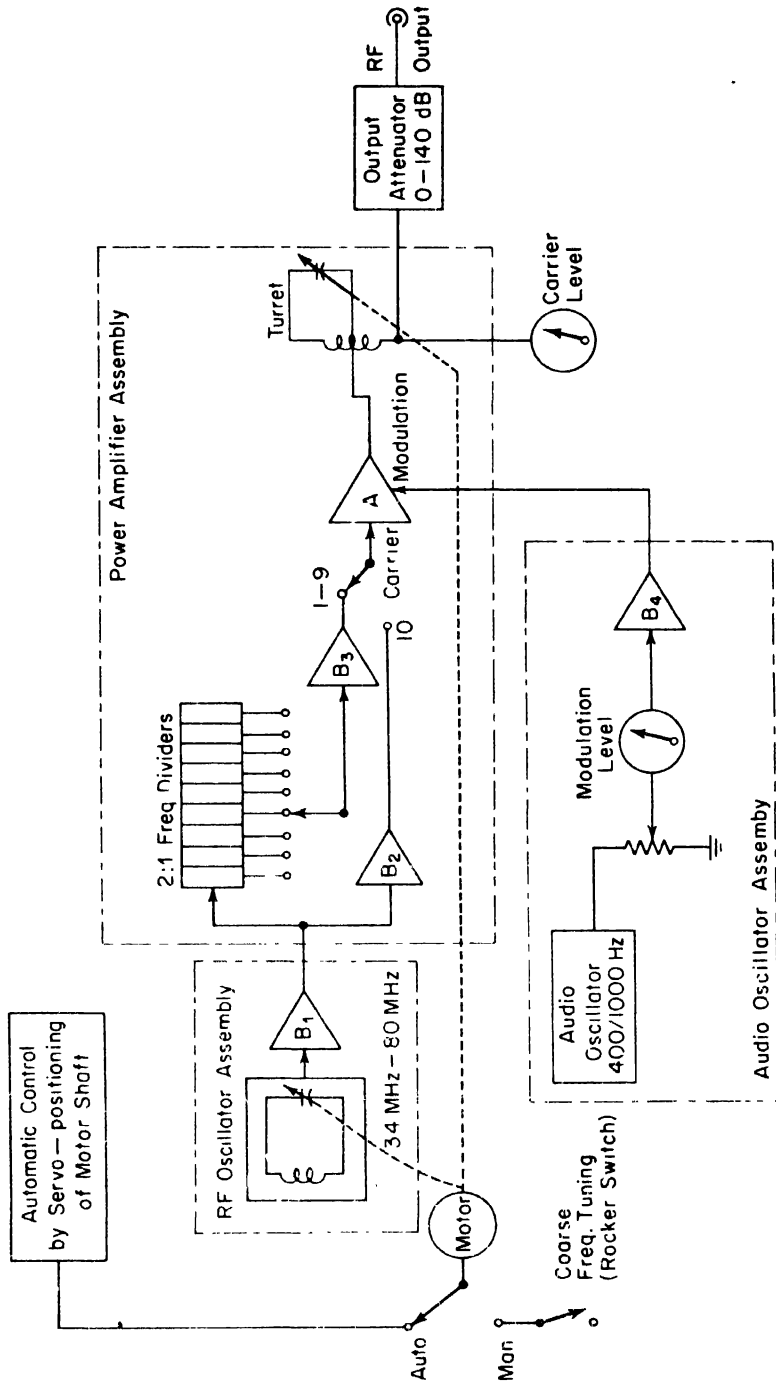 Automatic Control
by Servo – positioning
of Motor Shaft
Auto
Man
Coarse
Freq. Tuning
(Rocker Switch)
Motor
RF Oscillator Assembly
B1
34 MHz – 80 MHz
Power Amplifier Assembly
2:1 Freq Dividers
B2
B3
1–9
10
Carrier
A
Modulation
Turret
Output
Attenuator
0–140 dB
RF
Output
Carrier
Level
Audio
Oscillator
400/1000 Hz
Modulation
Level
B4
Audio Oscillator Assemby